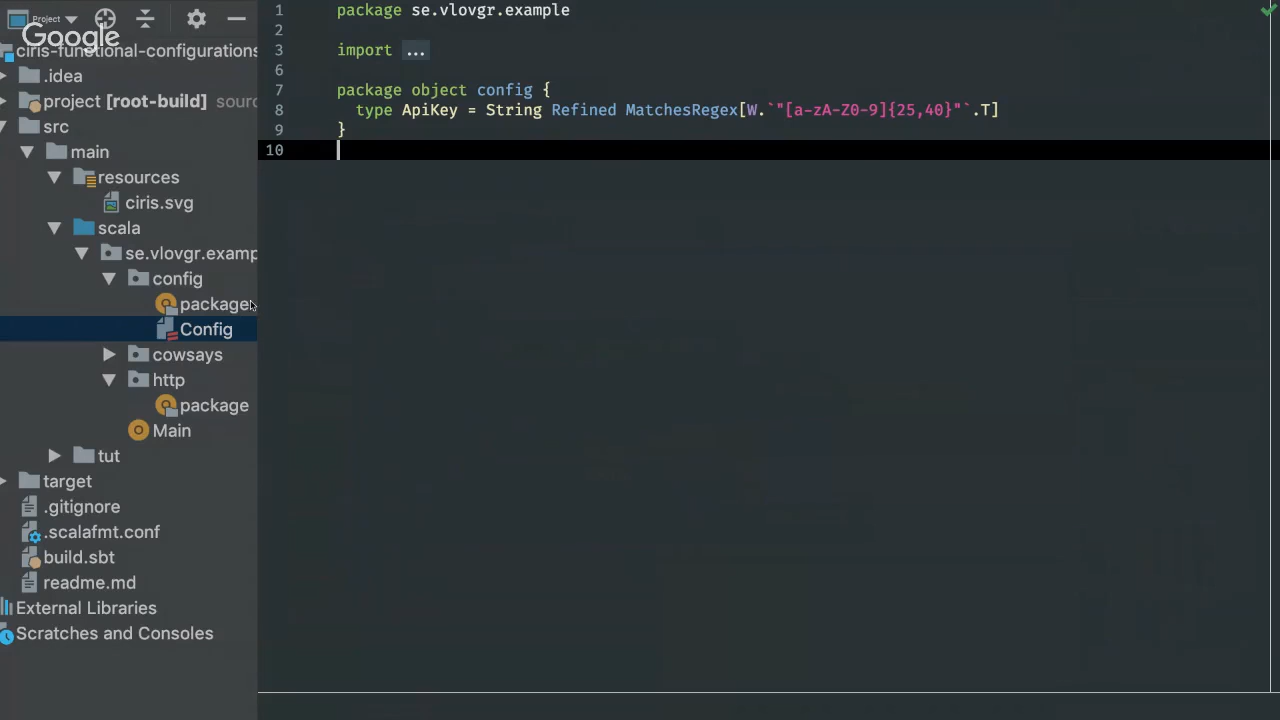 Project
Google
ciris-functional-configurations
.idea
project [root-build] sourc
src
main
resources
ciris.svg
scala
se.vlovgr.examp
config
package
Config
cowsays
http
package
Main
tut
target
.gitignore
.scalafmt.conf
build.sbt
readme.md
External Libraries
Scratches and Consoles
1 package se.vlovgr.example
2
3 import ...
6
7 package object config {
8 type ApiKey = String Refined MatchesRegex[W.`"[a-zA-Z0-9]{25,40}"`.T]
9 }
10